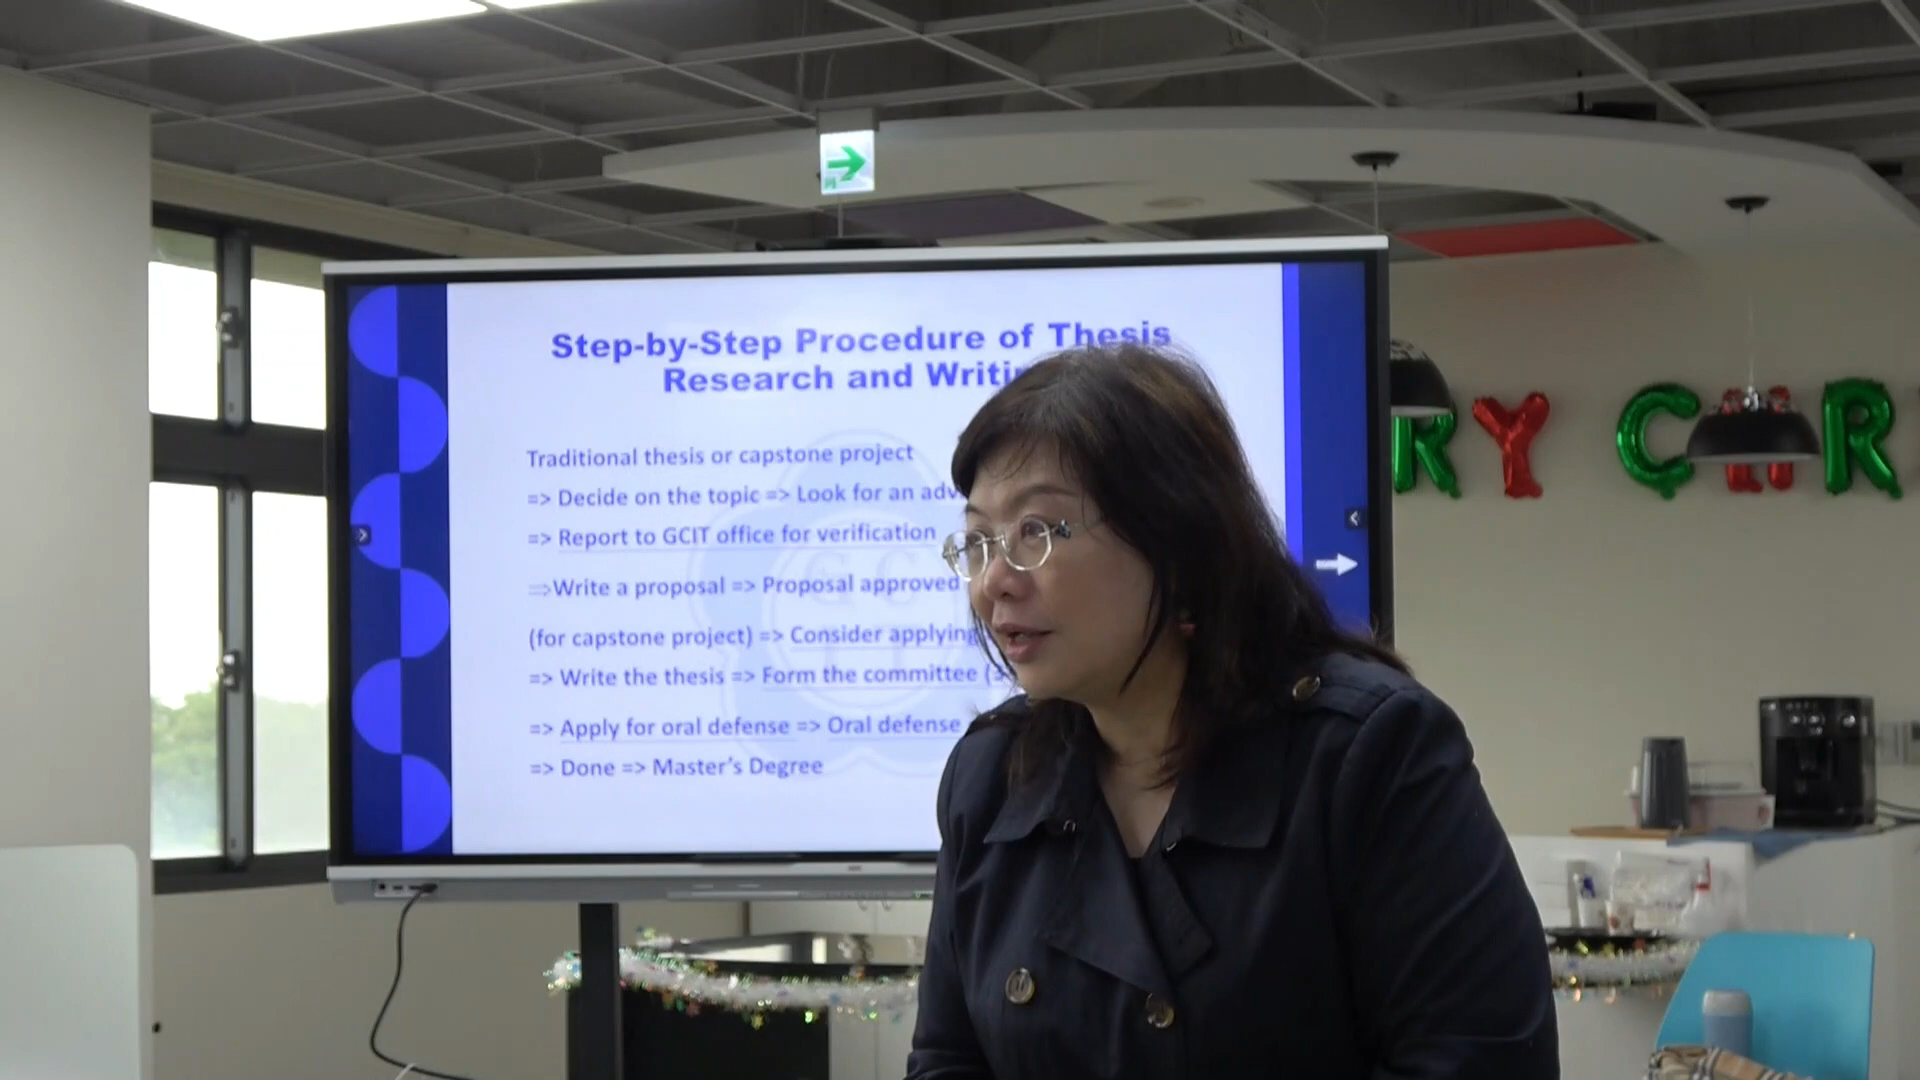 Step-by-Step Procedure of Thesis
Research and
Traditional thesis or capstone project
=> Decide on the topic => Look for an
=> Report to GCIT office for verification
⇒Write a proposal => Proposal approved
(for capstone project) => Consider applying
=> Write the thesis => Form the committee
=> Apply for oral defense => Oral defense
=> Done => Master's Degree
RY C R